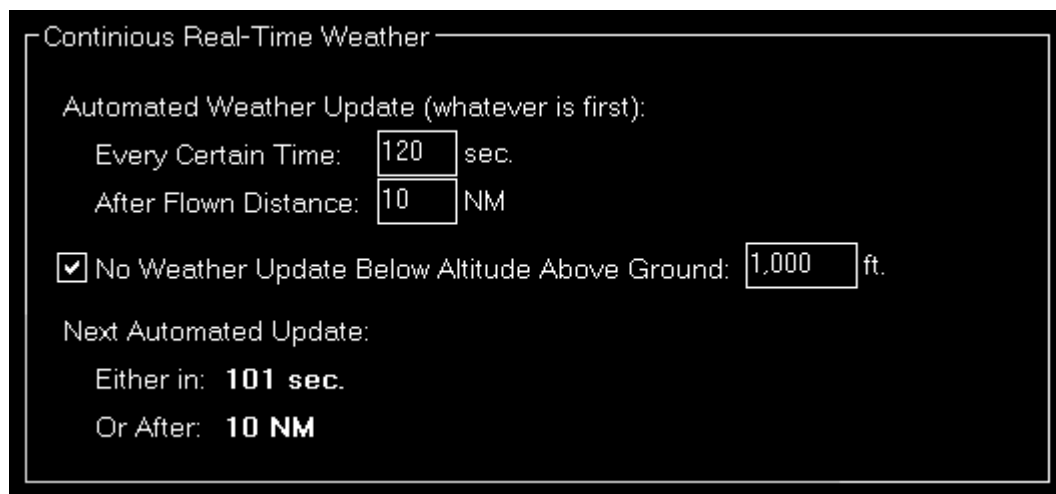 Continious Real-Time Weather
Automated Weather Update (whatever is first):
Every Certain Time: 120 sec.
After Flown Distance: 10 NM
No Weather Update Below Altitude Above Ground: 1,000 ft.
Next Automated Update:
Either in: 101 sec.
Or After: 10 NM